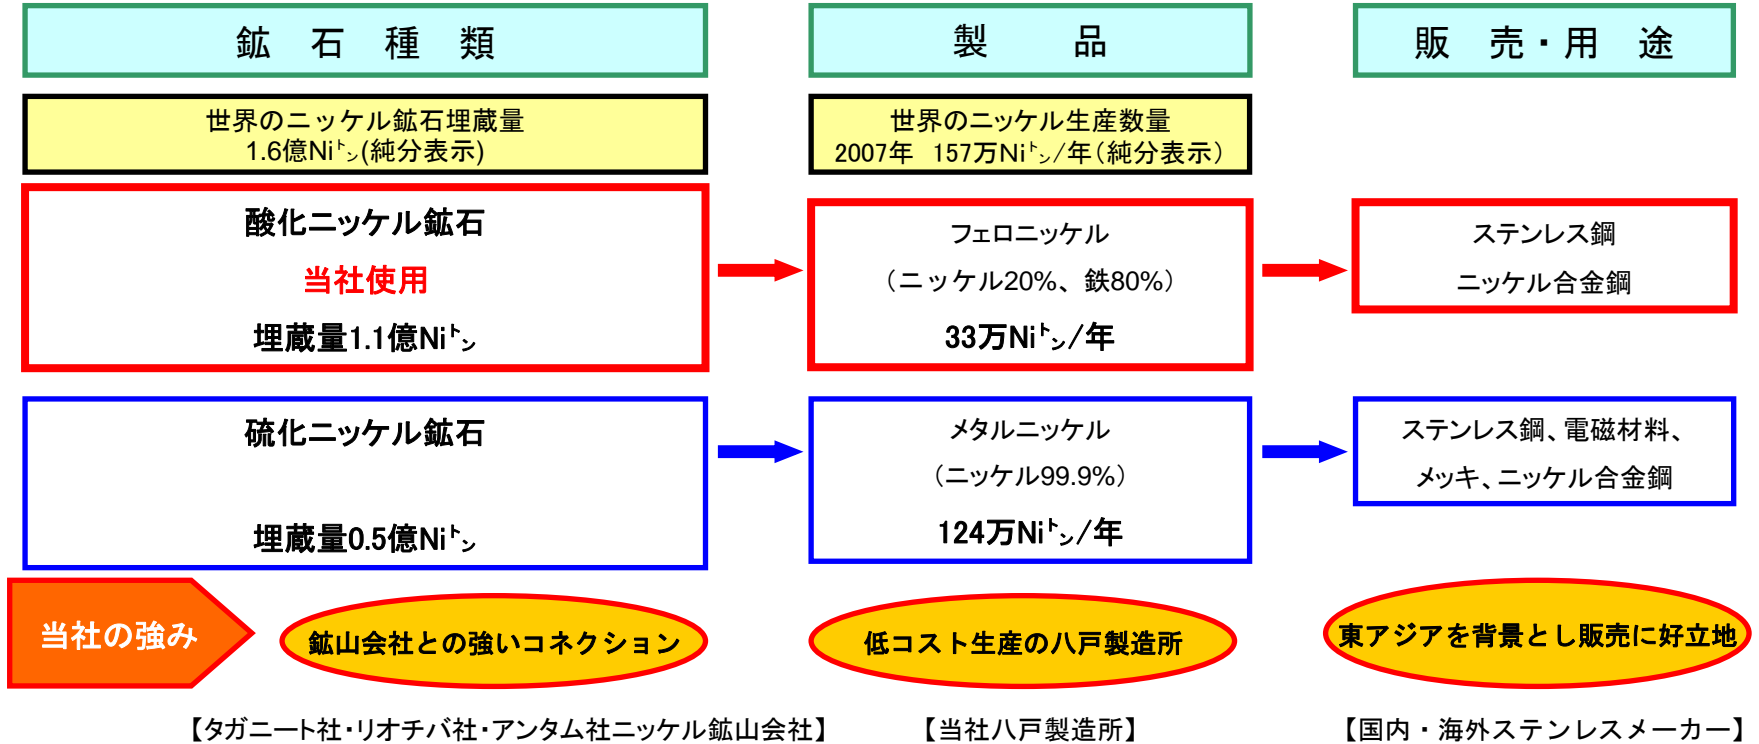 鉱 石 種 類
製 品
販 売・用 途
世界のニッケル鉱石埋蔵量
1.6億Niトン(純分表示)
世界のニッケル生産数量
2007年 157万Niトン/年(純分表示)
酸化ニッケル鉱石
当社使用
埋蔵量1.1億Niトン
フェロニッケル
(ニッケル20%、鉄80%)
33万Niトン/年
ステンレス鋼
ニッケル合金鋼
硫化ニッケル鉱石
埋蔵量0.5億Niトン
メタルニッケル
(ニッケル99.9%)
124万Niトン/年
ステンレス鋼、電磁材料、
メッキ、ニッケル合金鋼
当社の強み
鉱山会社との強いコネクション
低コスト生産の八戸製造所
東アジアを背景とし販売に好立地
【タガニート社・リオチバ社・アンタム社ニッケル鉱山会社】
【当社八戸製造所】
【国内・海外ステンレスメーカー】